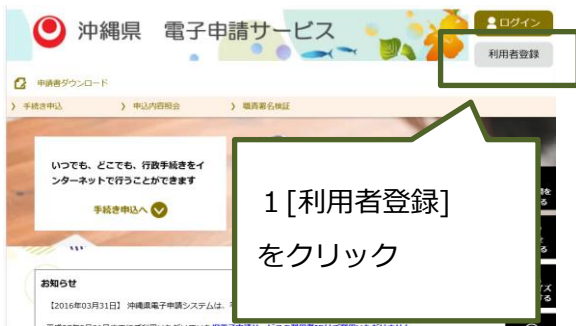 沖縄県 電子申請サービス
ログイン
利用者登録
申請書ダウンロード
手続き申込
申込内容照会
職責署名検証
いつでも、どこでも、行政手続きをイ
ンターネットで行うことができます
手続き申込へ
1[利用者登録]
をクリック
お知らせ
【2016年03月31日】 沖縄県電子申請システムは、